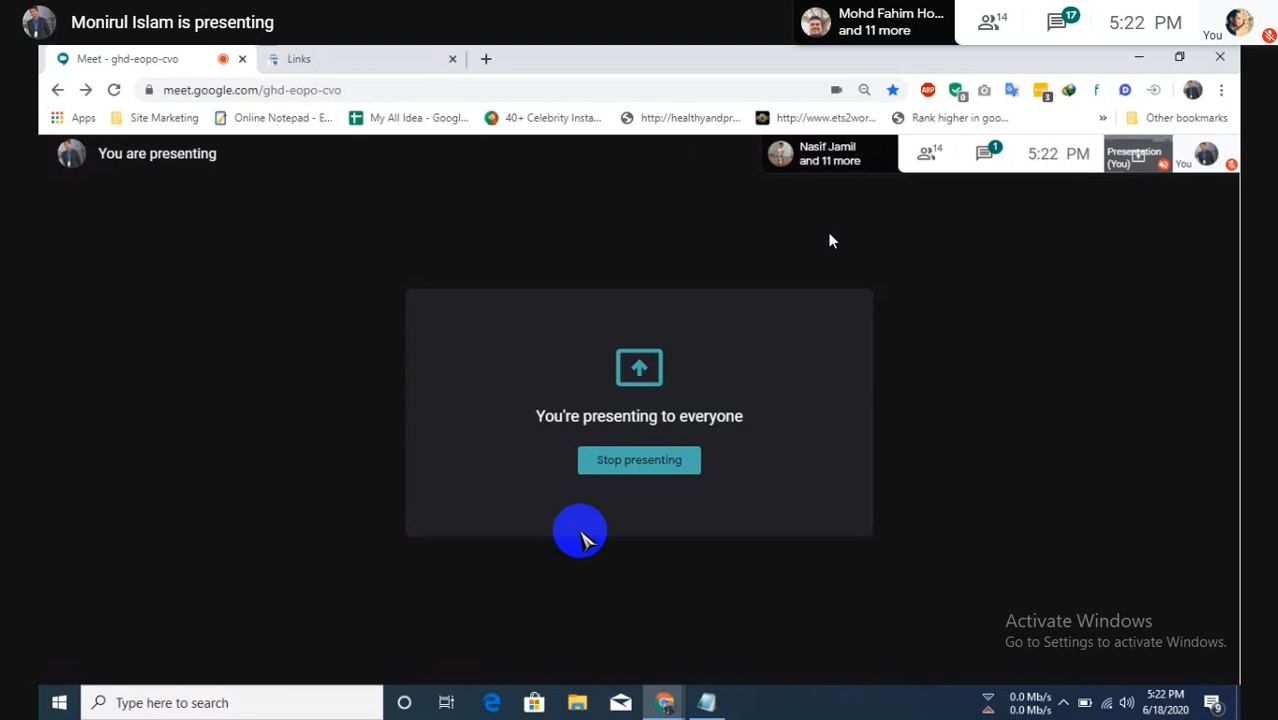 Monirul Islam is presenting
Mohd Fahim Ho...
and 11 more
14
17
5:22 PM
You
Meet - ghd-eopo-cvo
Links
meet.google.com/ghd-eopo-cvo
ABP
0
3
Apps
Site Marketing
Online Notepad - E...
My All Idea - Googl...
40+ Celebrity Insta...
http://healthyandpr...
http://www.ets2wor...
Rank higher in goo...
Other bookmarks
You are presenting
Nasif Jamil
and 11 more
14
1
5:22 PM
Presentation
(You)
You
You're presenting to everyone
Stop presenting
Activate Windows
Go to Settings to activate Windows.
Type here to search
0.0 Mb/s
0.0 Mb/s
5:22 PM
6/18/2020
9